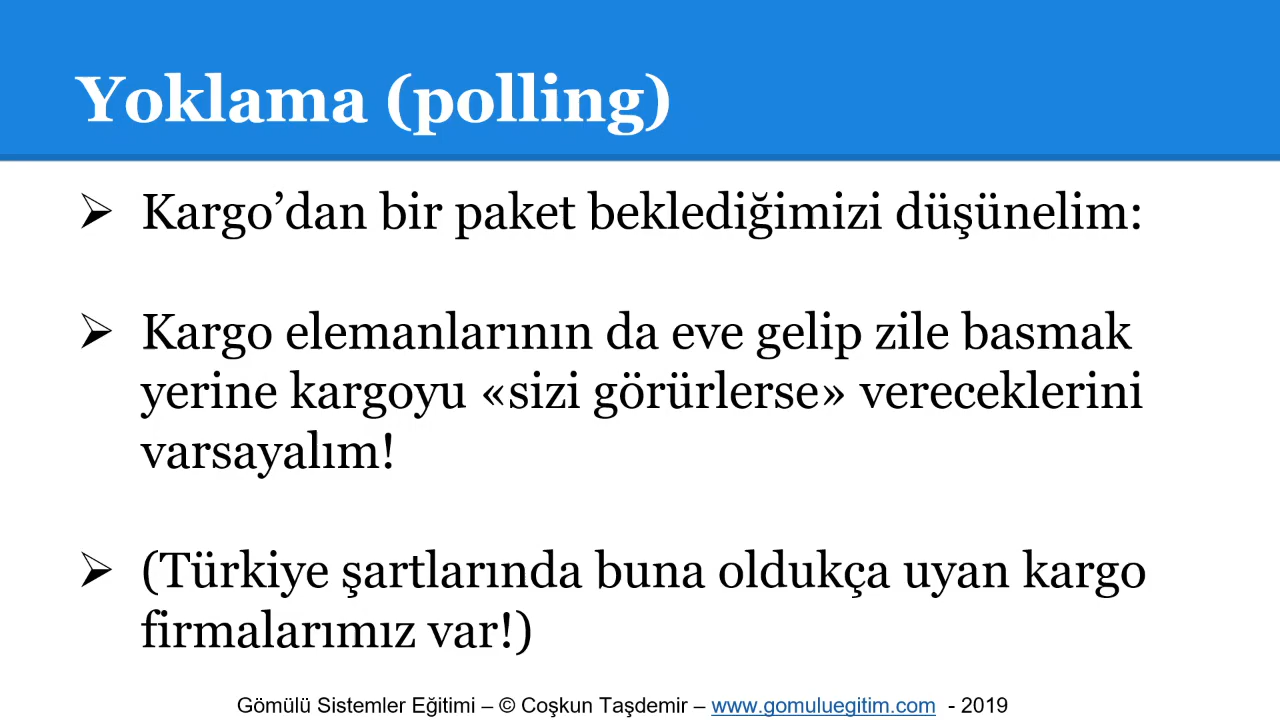 Yoklama (polling)
➢ Kargo’dan bir paket beklediğimizi düşünelim:
➢ Kargo elemanlarının da eve gelip zile basmak
yerine kargoyu «sizi görürlerse» vereceklerini
varsayalım!
➢ (Türkiye şartlarında buna oldukça uyan kargo
firmalarımız var!)
Gömülü Sistemler Eğitimi – © Coşkun Taşdemir – www.gomuluegitim.com - 2019